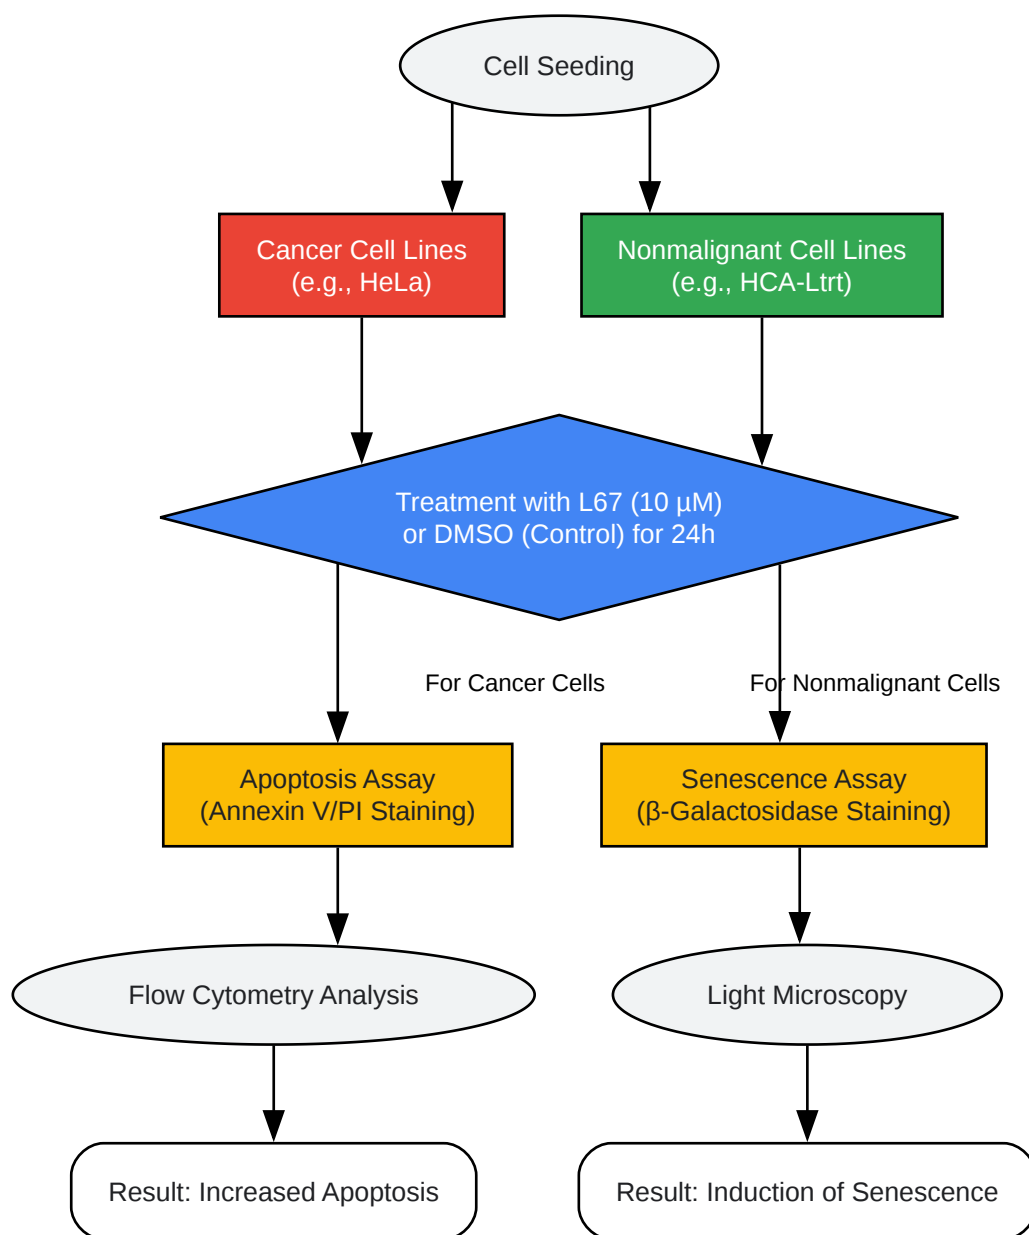 Cell Seeding
Cancer Cell Lines
(e.g., HeLa)
Nonmalignant Cell Lines
(e.g., HCA-Ltrt)
Treatment with L67 (10 µM)
or DMSO (Control) for 24h
For Cancer Cells
For Nonmalignant Cells
Apoptosis Assay
(Annexin V/PI Staining)
Senescence Assay
(β-Galactosidase Staining)
Flow Cytometry Analysis
Light Microscopy
Result: Increased Apoptosis
Result: Induction of Senescence